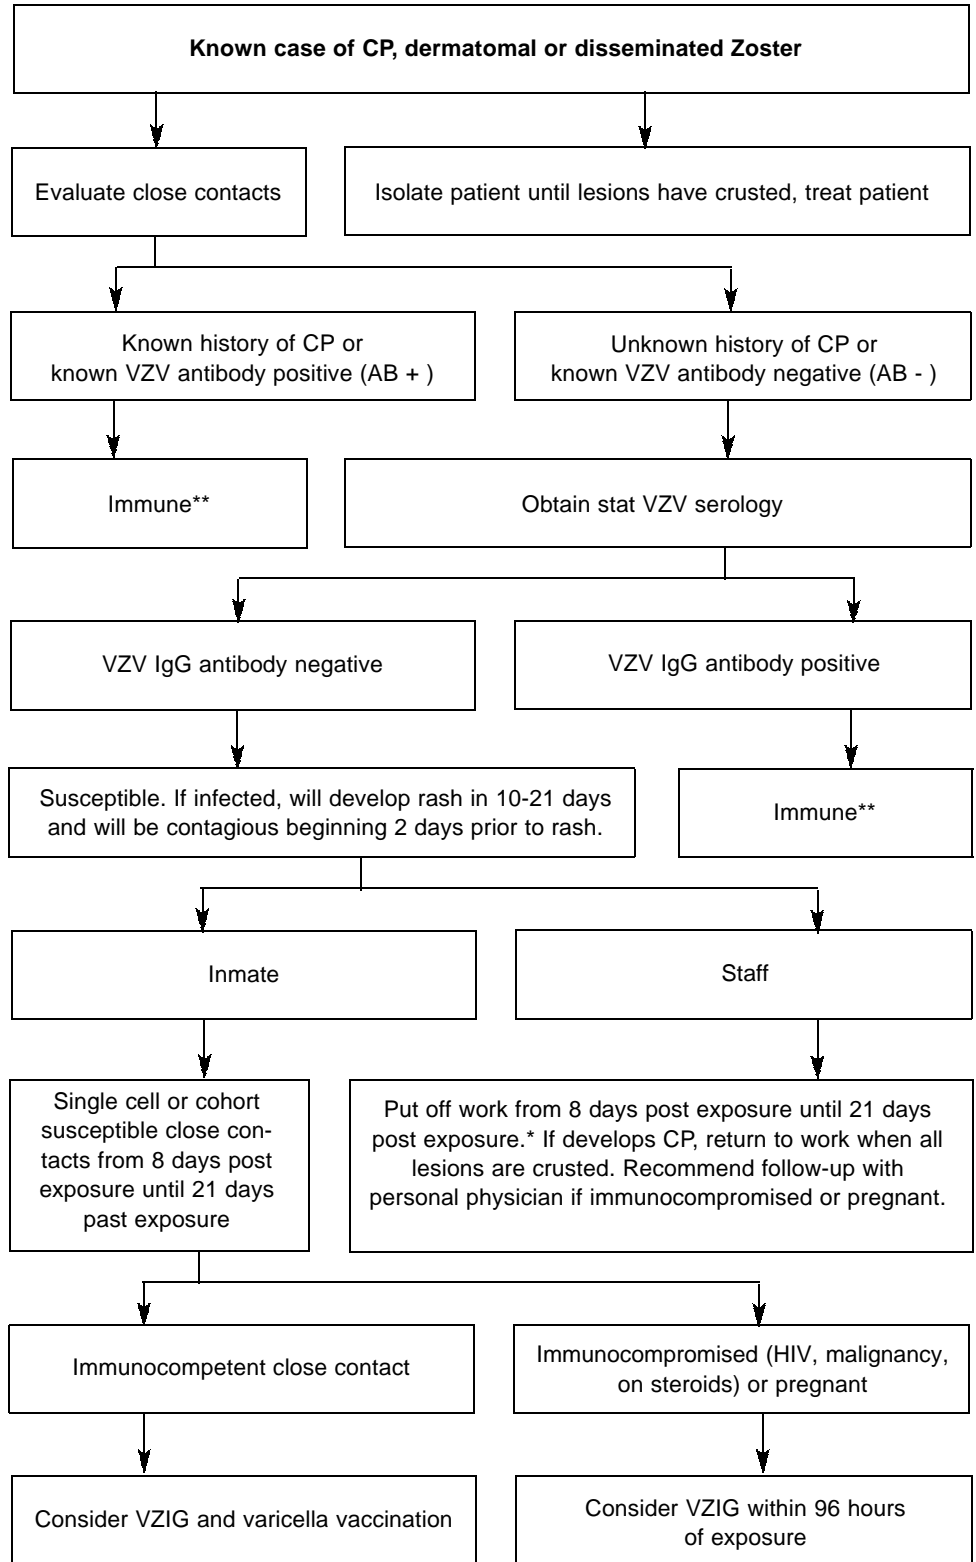 Known case of CP, dermatomal or disseminated Zoster
Evaluate close contacts
Isolate patient until lesions have crusted, treat patient
Known history of CP or
known VZV antibody positive (AB + )
Unknown history of CP or
known VZV antibody negative (AB - )
Immune**
Obtain stat VZV serology
VZV IgG antibody negative
VZV IgG antibody positive
Susceptible. If infected, will develop rash in 10-21 days
and will be contagious beginning 2 days prior to rash.
Immune**
Inmate
Staff
Single cell or cohort
susceptible close con-
tacts from 8 days post
exposure until 21 days
past exposure
Put off work from 8 days post exposure until 21 days
post exposure.* If develops CP, return to work when all
lesions are crusted. Recommend follow-up with
personal physician if immunocompromised or pregnant.
Immunocompetent close contact
Immunocompromised (HIV, malignancy,
on steroids) or pregnant
Consider VZIG and varicella vaccination
Consider VZIG within 96 hours
of exposure